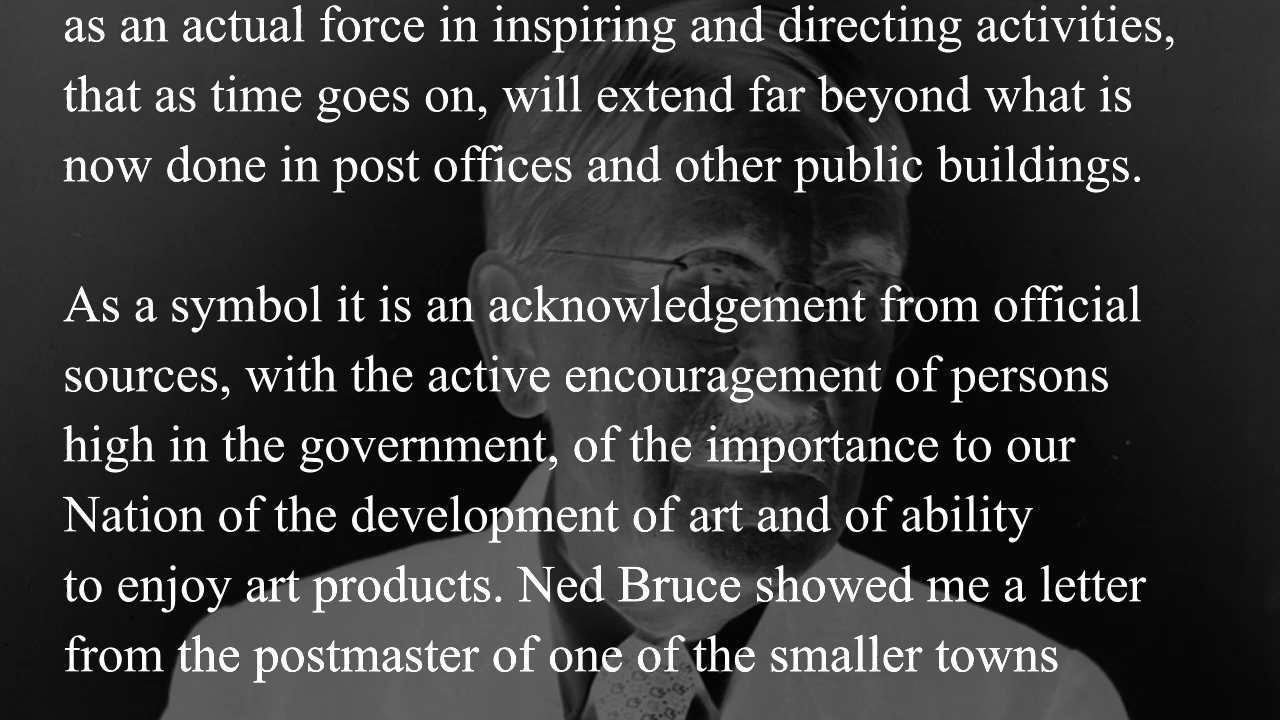 as an actual force in inspiring and directing activities,
that as time goes on, will extend far beyond what is
now done in post offices and other public buildings.
As a symbol it is an acknowledgement from official
sources, with the active encouragement of persons
high in the government, of the importance to our
Nation of the development of art and of ability
to enjoy art products. Ned Bruce showed me a letter
from the postmaster of one of the smaller towns